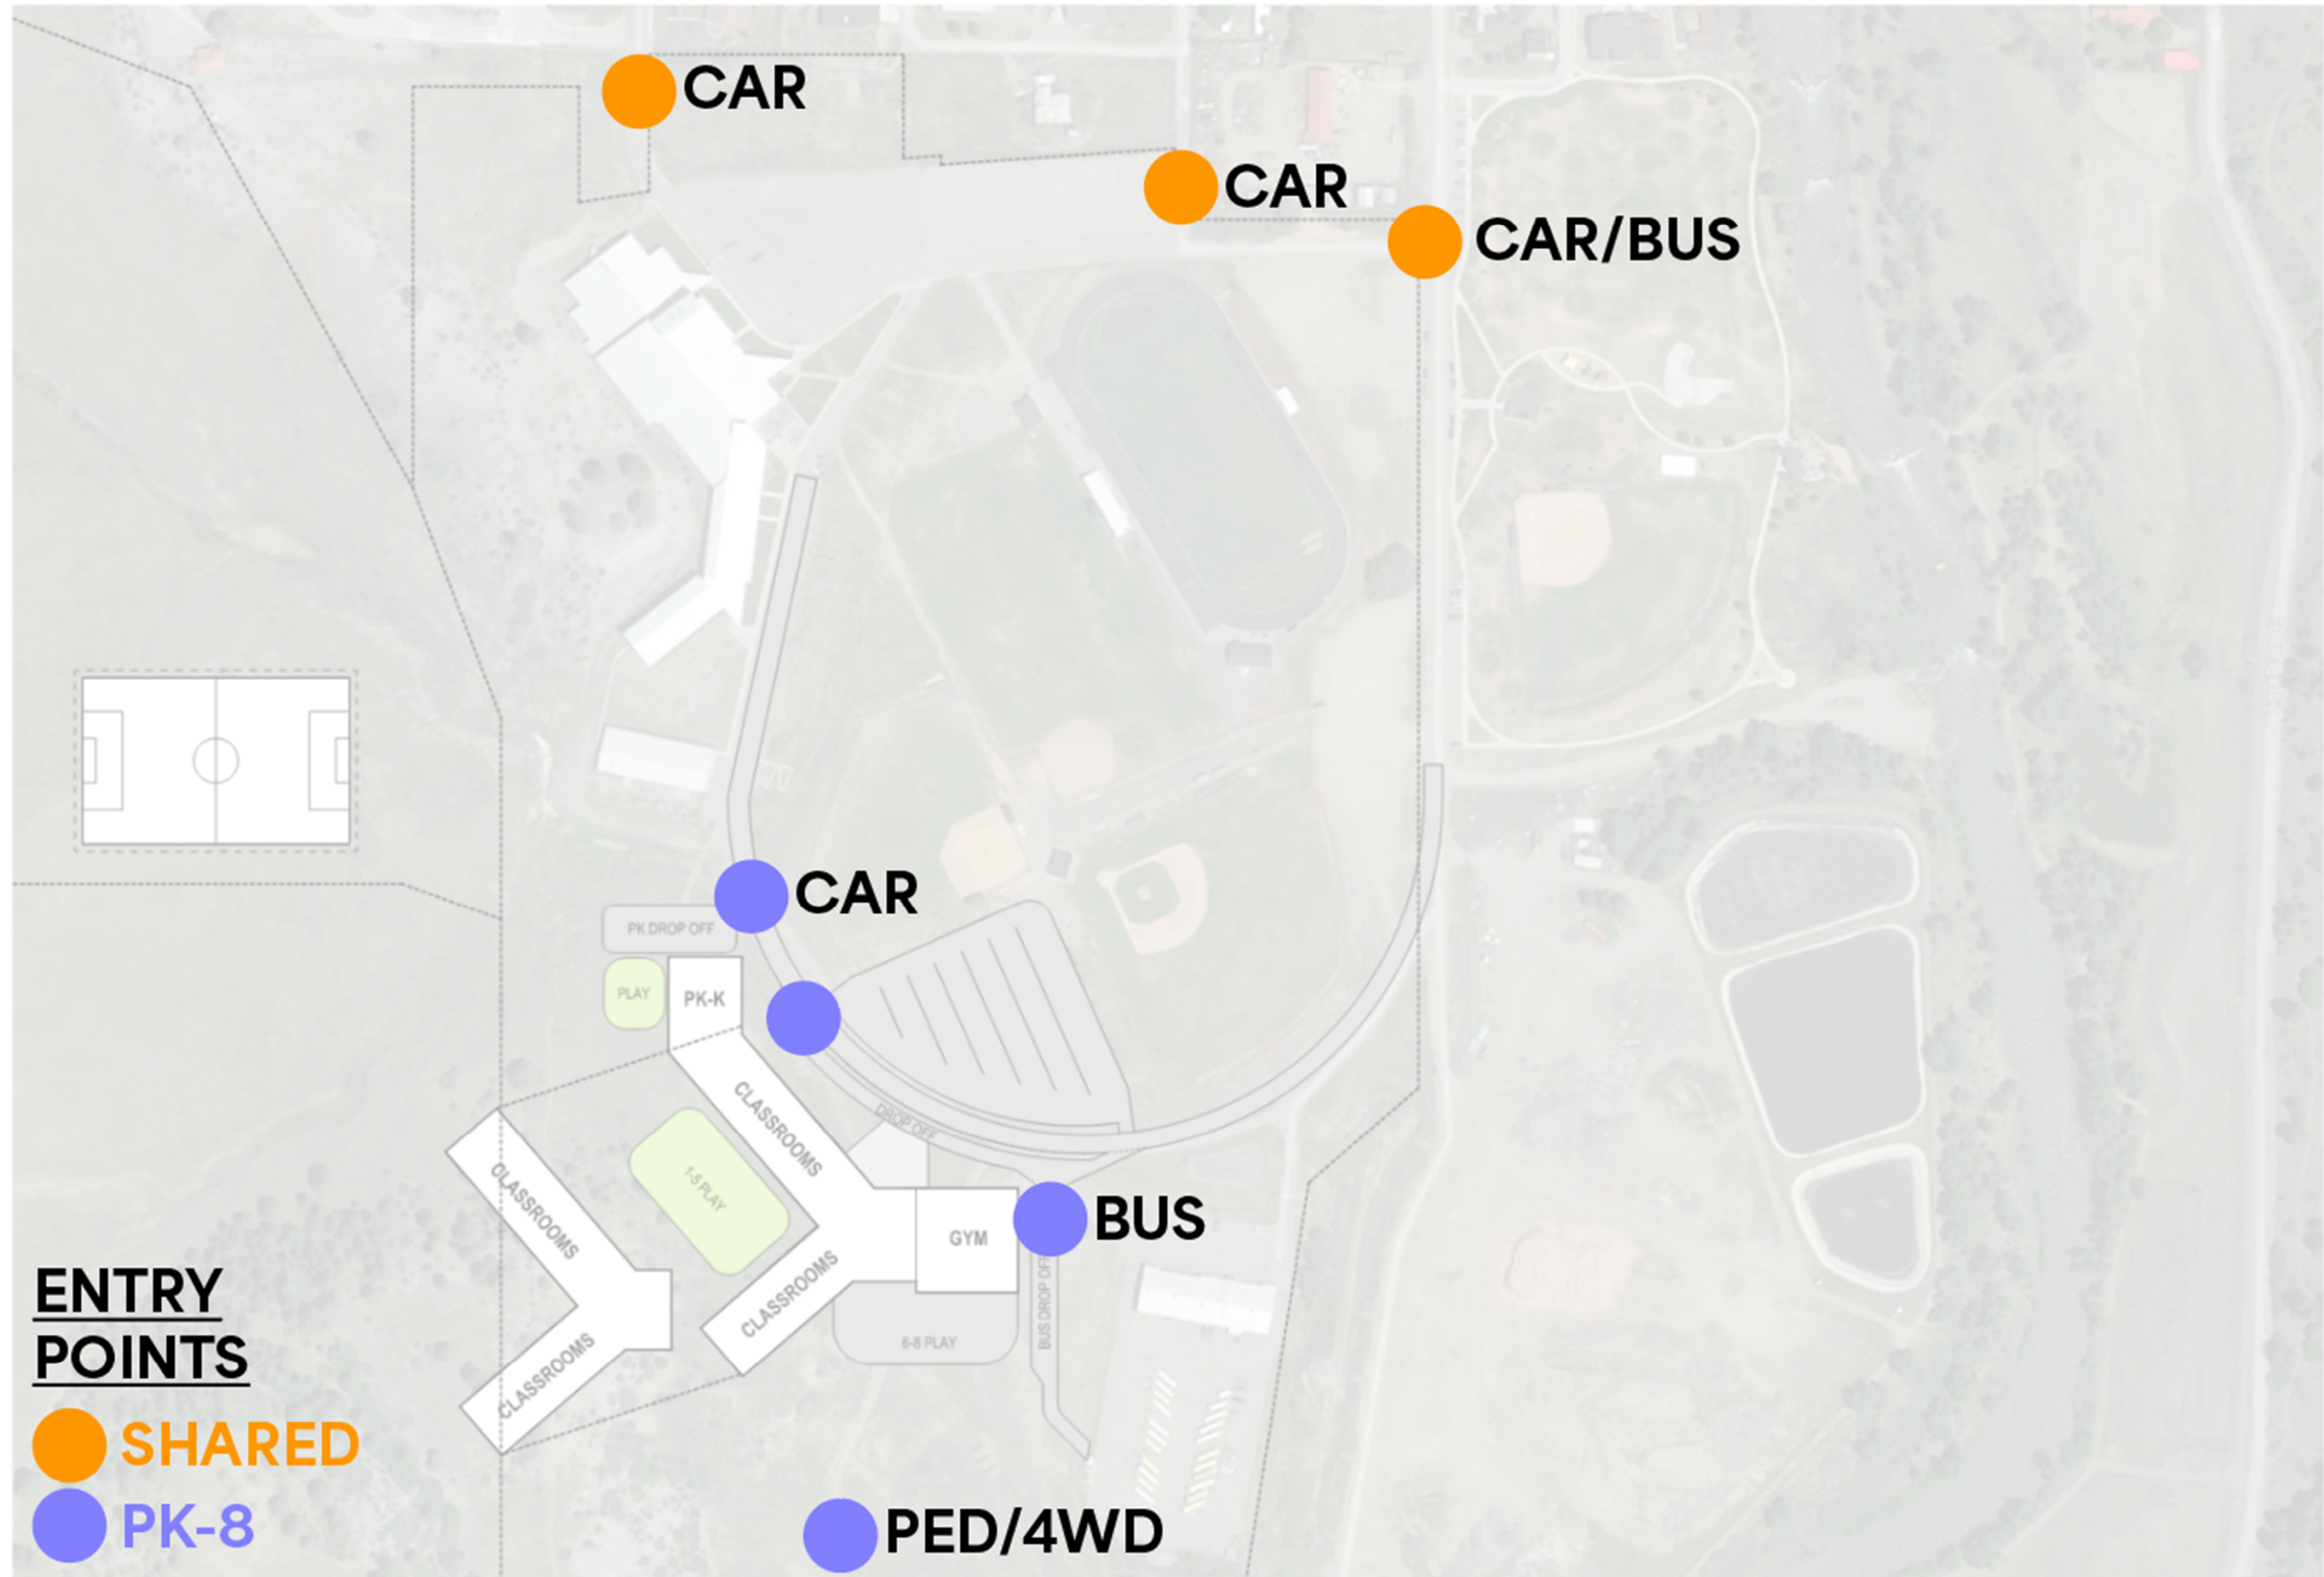 CAR
CAR
CAR/BUS
CAR
PK DROP OFF
PLAY
PK-K
CLASSROOMS
DROP OFF
1-5 PLAY
CLASSROOMS
GYM
BUS
CLASSROOMS
BUS DROP OFF
6-8 PLAY
CLASSROOMS
ENTRY
POINTS
SHARED
PK-8
PED/4WD